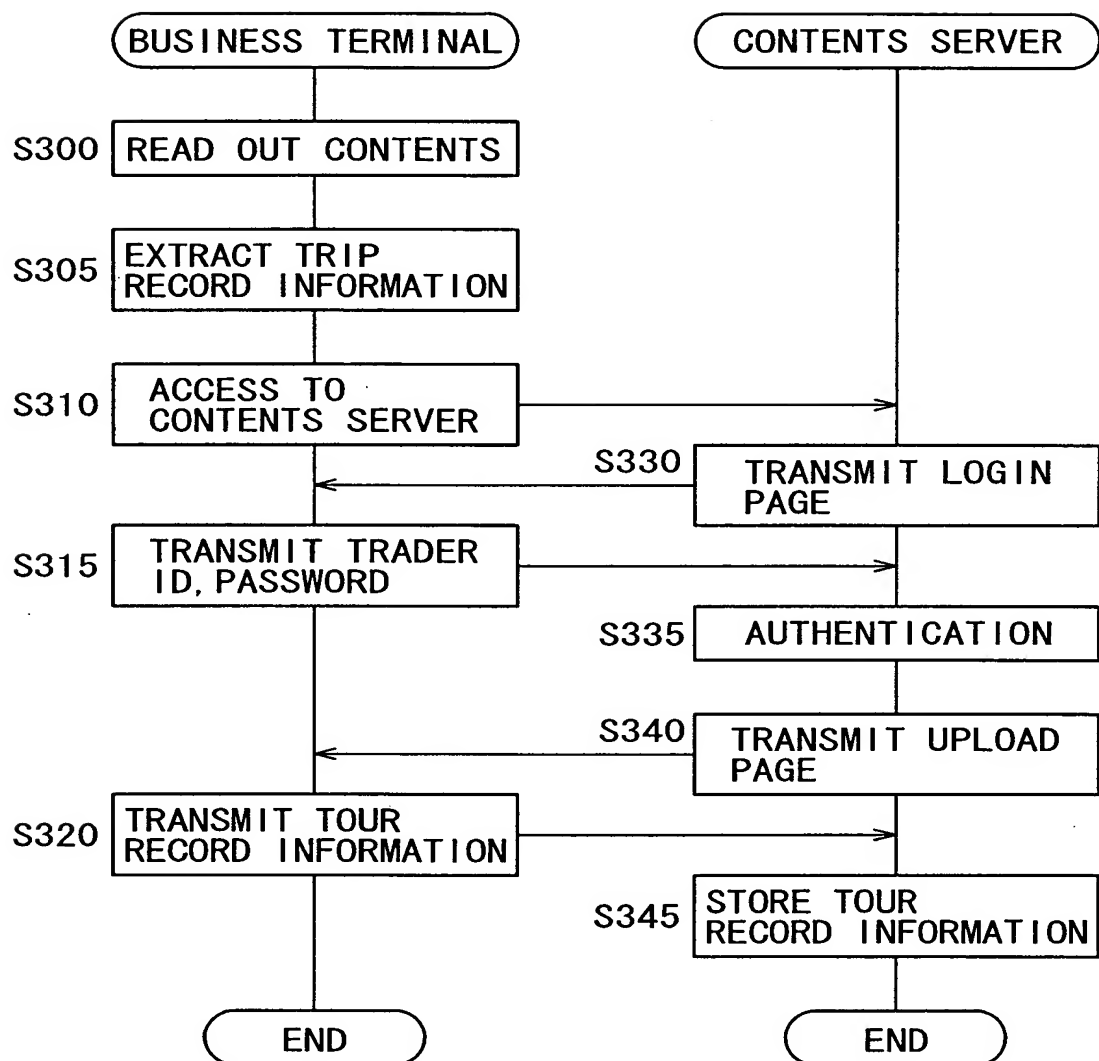 BUSINESS TERMINAL
CONTENTS SERVER
S300
READ OUT CONTENTS
S305
EXTRACT TRIP
RECORD INFORMATION
S310
ACCESS TO
CONTENTS SERVER
S330
TRANSMIT LOGIN
PAGE
S315
TRANSMIT TRADER
ID, PASSWORD
S335
AUTHENTICATION
S340
TRANSMIT UPLOAD
PAGE
S320
TRANSMIT TOUR
RECORD INFORMATION
S345
STORE TOUR
RECORD INFORMATION
END
END